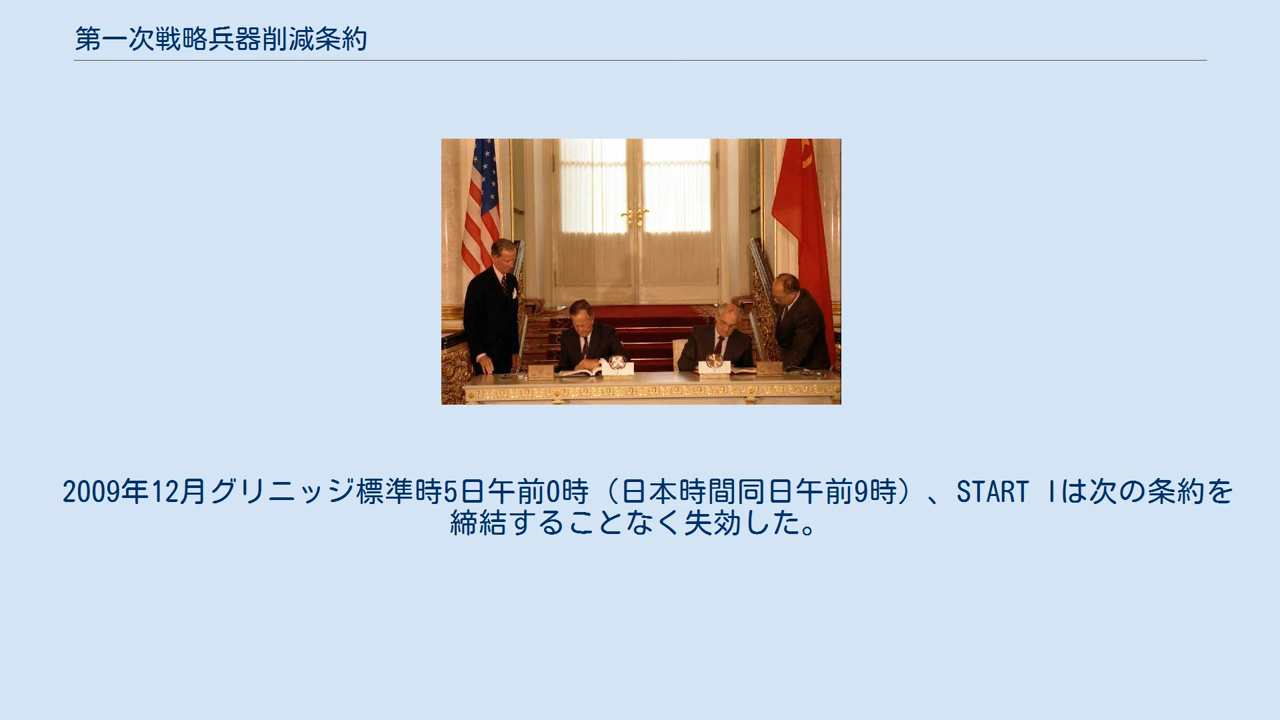 第一次戦略兵器削減条約
2009年12月グリニッジ標準時5日午前0時（日本時間同日午前9時）、START Iは次の条約を
締結することなく失効した。